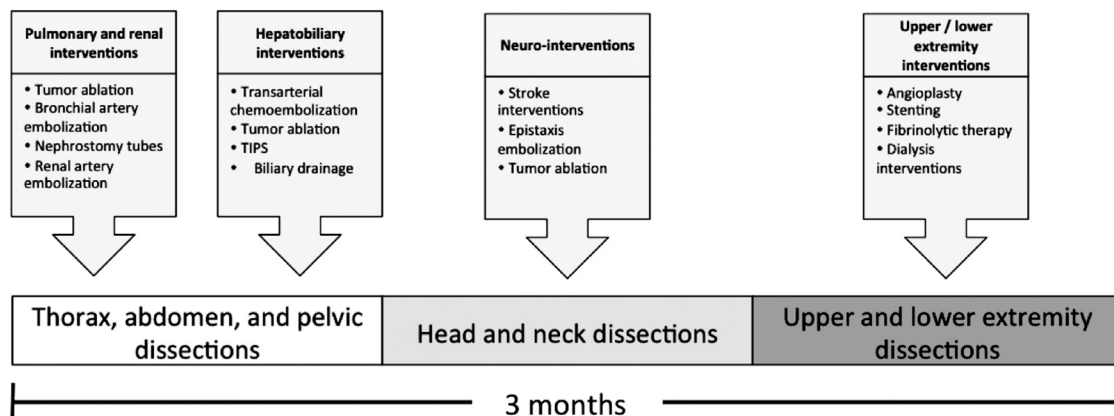 Pulmonary and renal
interventions
• Tumor ablation
• Bronchial artery
embolization
• Nephrostomy tubes
• Renal artery
embolization
Hepatobiliary
interventions
• Transarterial
chemoembolization
• Tumor ablation
• TIPS
• Biliary drainage
Neuro-interventions
• Stroke
interventions
• Epistaxis
embolization
• Tumor ablation
Upper / lower
extremity
interventions
• Angioplasty
• Stenting
• Fibrinolytic therapy
• Dialysis
interventions
Thorax, abdomen, and pelvic
dissections
Head and neck dissections
Upper and lower extremity
dissections
3 months